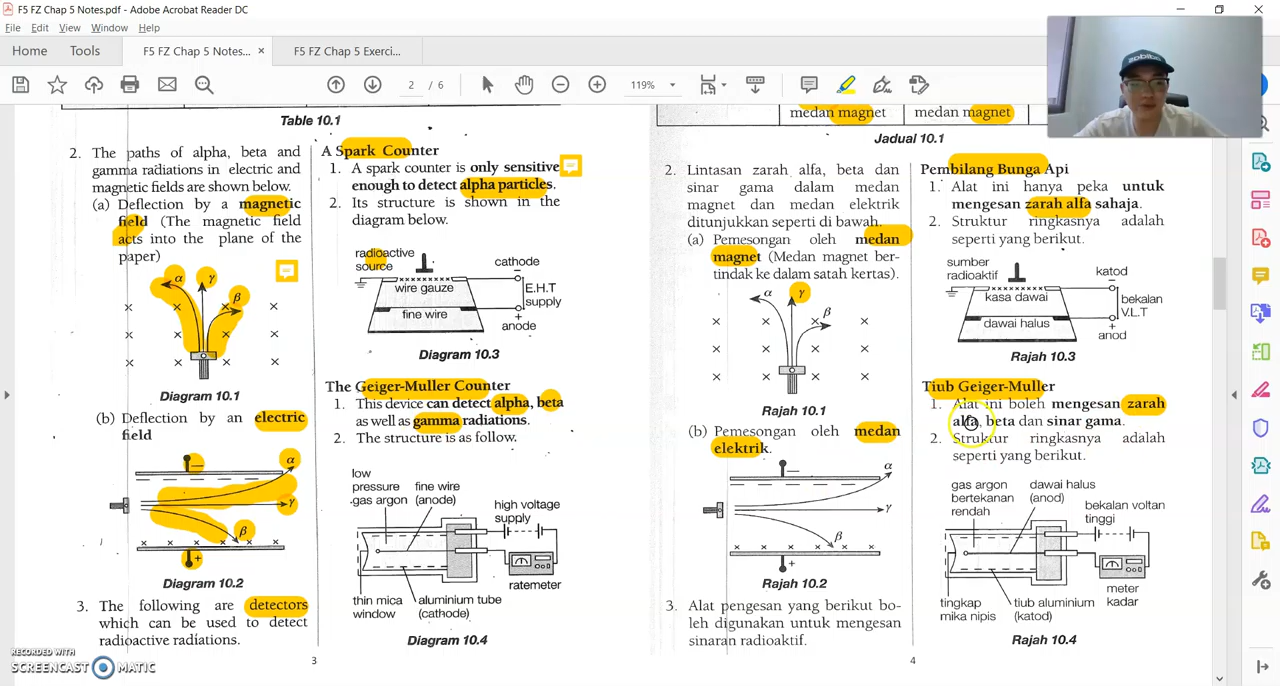 F5 FZ Chap 5 Notes.pdf - Adobe Acrobat Reader DC
File Edit View Window Help
Home Tools F5 FZ Chap 5 Notes... × F5 FZ Chap 5 Exerci...
2 / 6 119%
Table 10.1
2. The paths of alpha, beta and
gamma radiations in electric and
magnetic fields are shown below.
(a) Deflection by a magnetic
field (The magnetic field
acts into the plane of the
paper)
α γ β
Diagram 10.1
(b) Deflection by an electric
field
α
γ
β
+
Diagram 10.2
3. The following are detectors
which can be used to detect
radioactive radiations.
A Spark Counter
1. A spark counter is only sensitive
enough to detect alpha particles.
2. Its structure is shown in the
diagram below.
radioactive
source
cathode
wire gauze
E.H.T
supply
fine wire
+
anode
Diagram 10.3
The Geiger-Muller Counter
1. This device can detect alpha, beta
as well as gamma radiations.
2. The structure is as follow.
low
pressure
gas argon
fine wire
(anode)
high voltage
supply
ratemeter
thin mica
window
aluminium tube
(cathode)
Diagram 10.4
3
medan magnet medan magnet
Jadual 10.1
2. Lintasan zarah alfa, beta dan
sinar gama dalam medan
magnet dan medan elektrik
ditunjukkan seperti di bawah.
(a) Pemesongan oleh medan
magnet (Medan magnet ber-
tindak ke dalam satah kertas).
α γ β
Rajah 10.1
(b) Pemesongan oleh medan
elektrik.
α
γ
β
+
Rajah 10.2
3. Alat pengesan yang berikut bo-
leh digunakan untuk mengesan
sinaran radioaktif.
Pembilang Bunga Api
1. Alat ini hanya peka untuk
mengesan zarah alfa sahaja.
2. Struktur ringkasnya adalah
seperti yang berikut.
sumber
radioaktif
katod
kasa dawai
bekalan
V.L.T
dawai halus
+
anod
Rajah 10.3
Tiub Geiger-Muller
1. Alat ini boleh mengesan zarah
alfa, beta dan sinar gama.
2. Struktur ringkasnya adalah
seperti yang berikut.
gas argon
bertekanan
rendah
dawai halus
(anod)
bekalan voltan
tinggi
meter
kadar
tingkap
mika nipis
tiub aluminium
(katod)
Rajah 10.4
4
RECORDED WITH
SCREENCAST MATIC